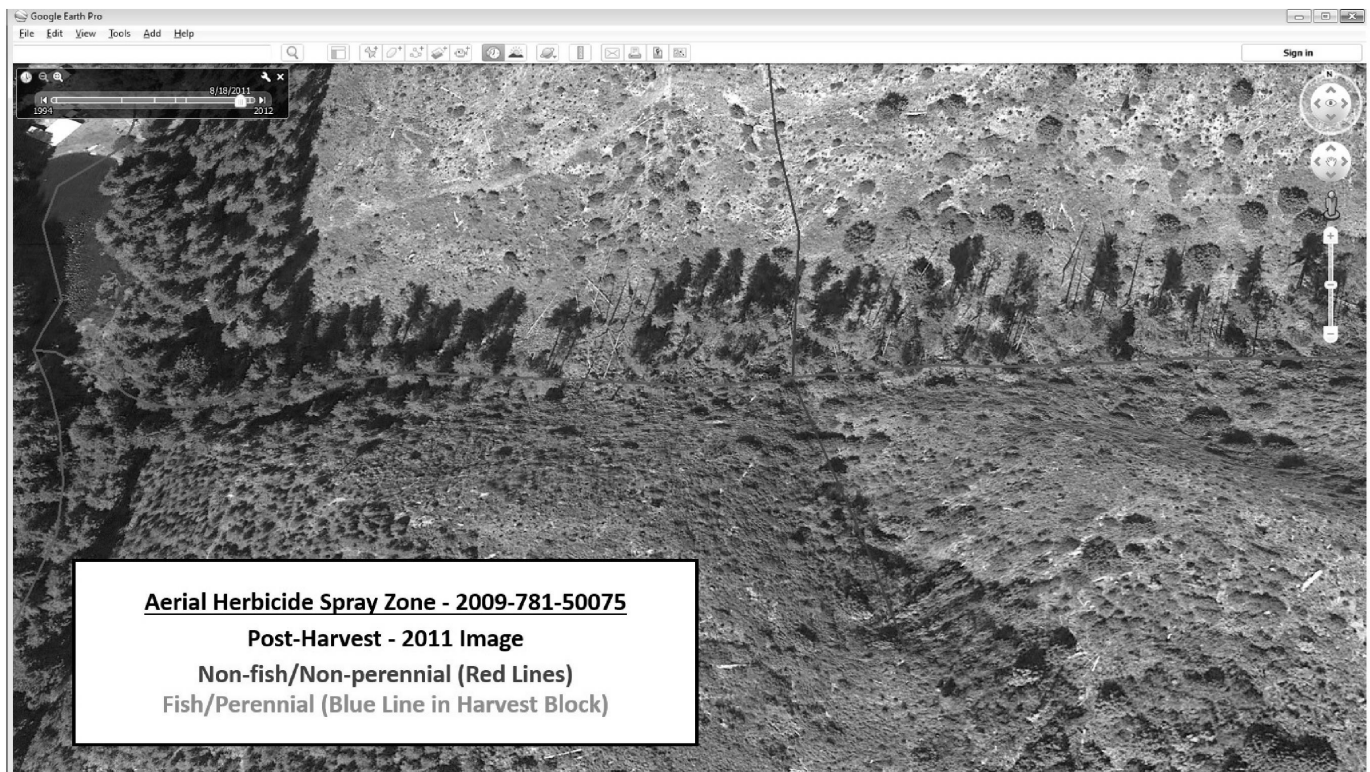 Google Earth Pro
File Edit View Tools Add Help
Sign in
8/18/2011
1994 2012
N
Aerial Herbicide Spray Zone - 2009-781-50075
Post-Harvest - 2011 Image
Non-fish/Non-perennial (Red Lines)
Fish/Perennial (Blue Line in Harvest Block)